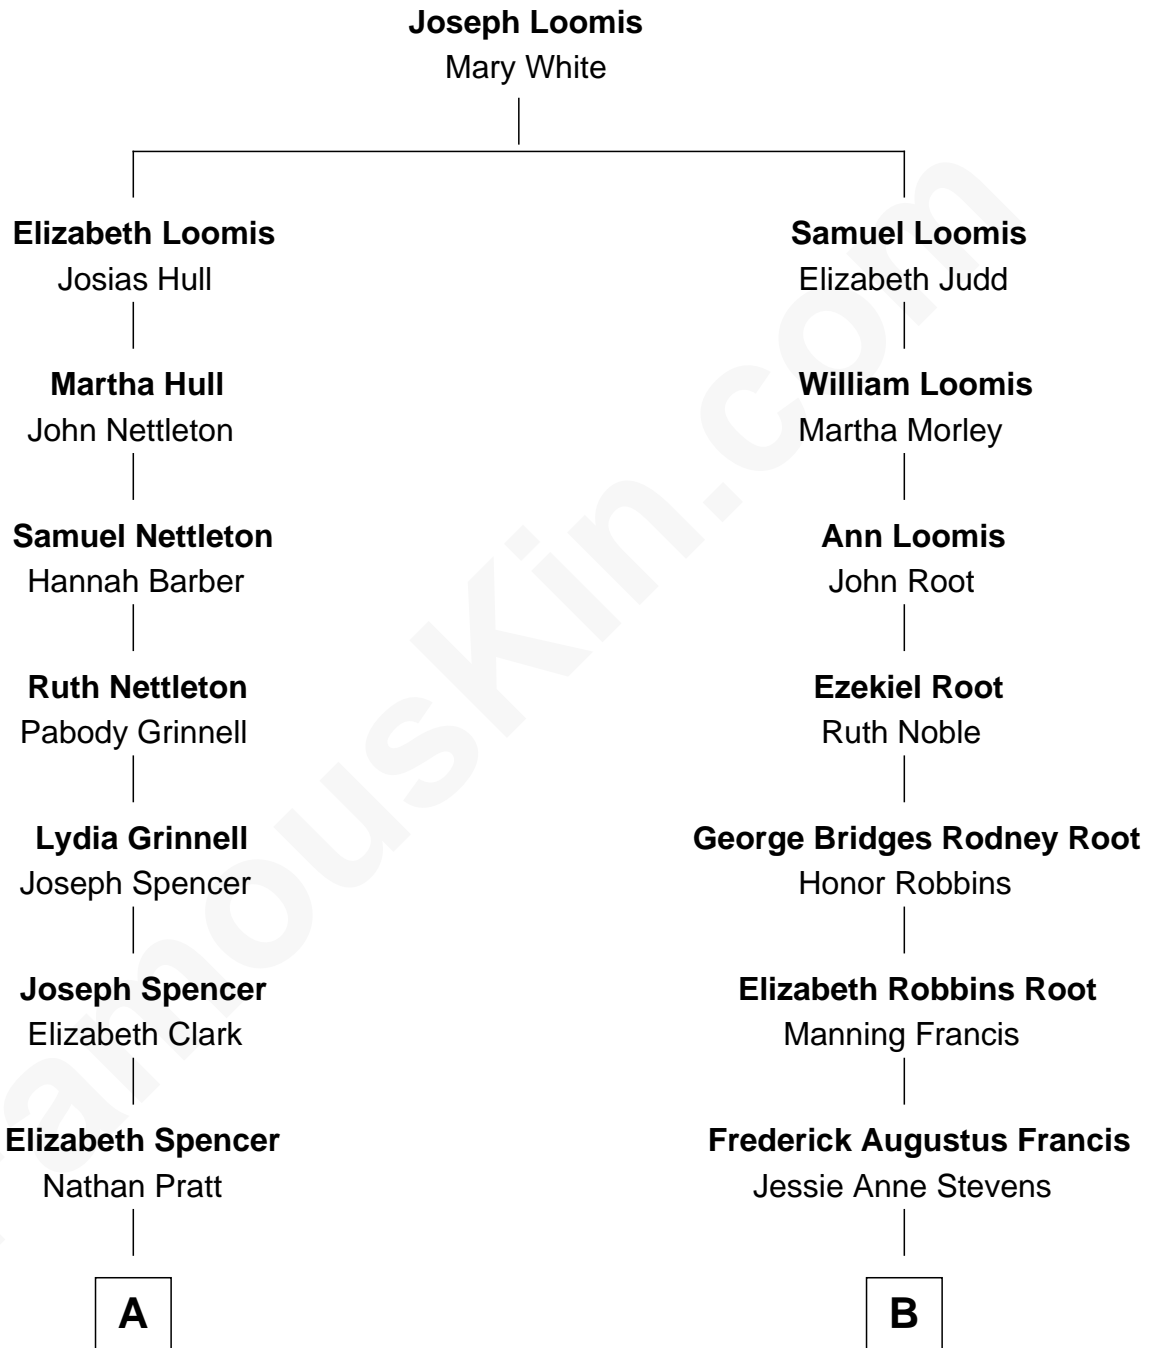 Joseph Loomis
Mary White
Elizabeth Loomis
Josias Hull
Samuel Loomis
Elizabeth Judd
Martha Hull
John Nettleton
William Loomis
Martha Morley
Samuel Nettleton
Hannah Barber
Ann Loomis
John Root
Ruth Nettleton
Pabody Grinnell
Ezekiel Root
Ruth Noble
Lydia Grinnell
Joseph Spencer
George Bridges Rodney Root
Honor Robbins
Joseph Spencer
Elizabeth Clark
Elizabeth Robbins Root
Manning Francis
Elizabeth Spencer
Nathan Pratt
Frederick Augustus Francis
Jessie Anne Stevens
A
B
FamousKin.com